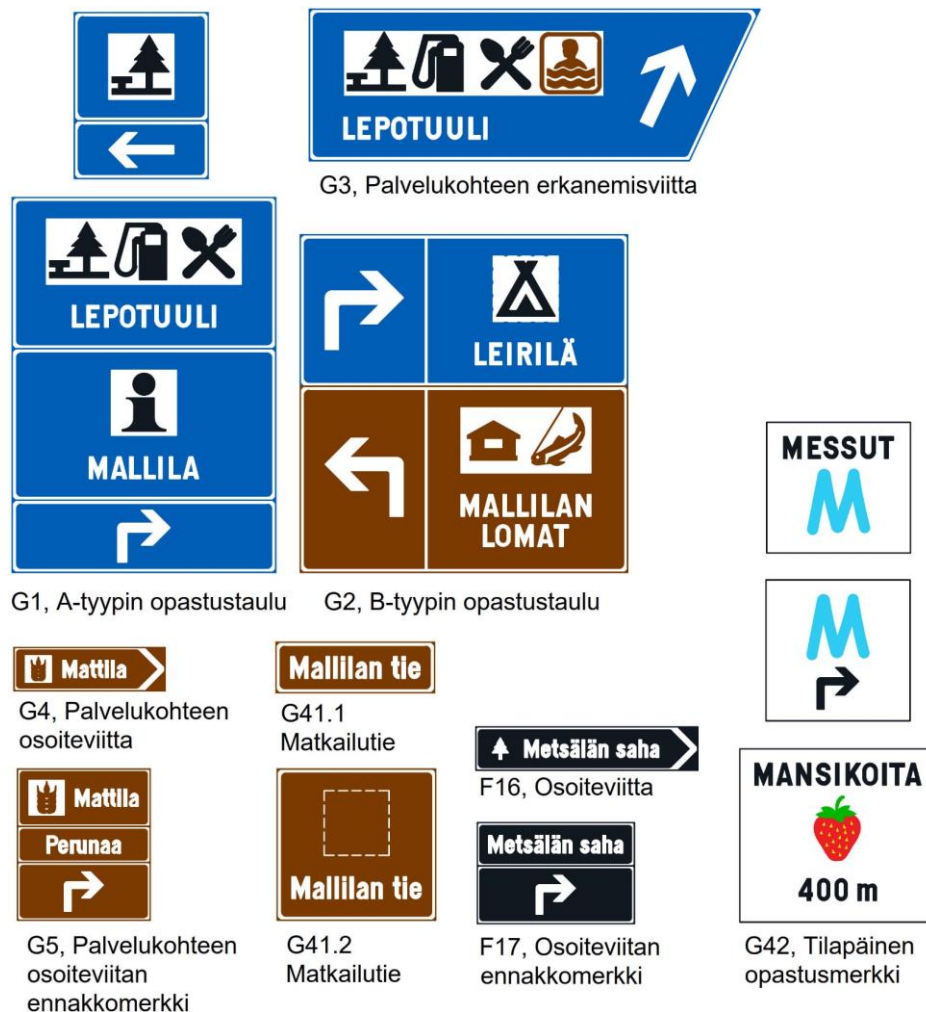 LEPOTUULI
G3, Palvelukohteen erkanemisviitta
LEPOTUULI
MALLILA
G1, A-tyypin opastustaulu
LEIRILÄ
MALLILAN
LOMAT
G2, B-tyypin opastustaulu
MESSUT
M
M
Mattila
G4, Palvelukohteen
osoiteviitta
Mallilan tie
G41.1
Matkailutie
Metsälän saha
F16, Osoiteviitta
MANSIKOITA
400 m
G42, Tilapäinen
opastusmerkki
Mattila
Perunaa
G5, Palvelukohteen
osoiteviitan
ennakkomerkki
Mallilan tie
G41.2
Matkailutie
Metsälän saha
F17, Osoiteviitan
ennakkomerkki